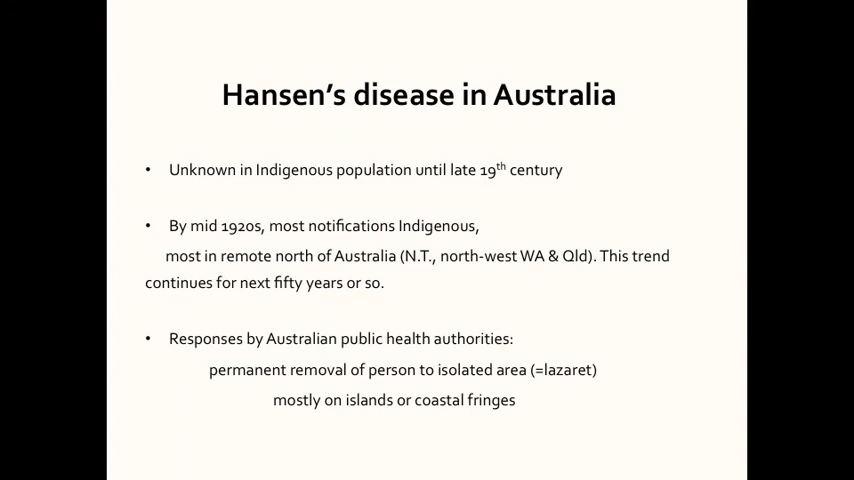 Hansen's disease in Australia
• Unknown in Indigenous population until late 19th century
• By mid 1920s, most notifications Indigenous,
most in remote north of Australia (N.T., north-west WA & Qld). This trend
continues for next fifty years or so.
• Responses by Australian public health authorities:
permanent removal of person to isolated area (=lazaret)
mostly on islands or coastal fringes